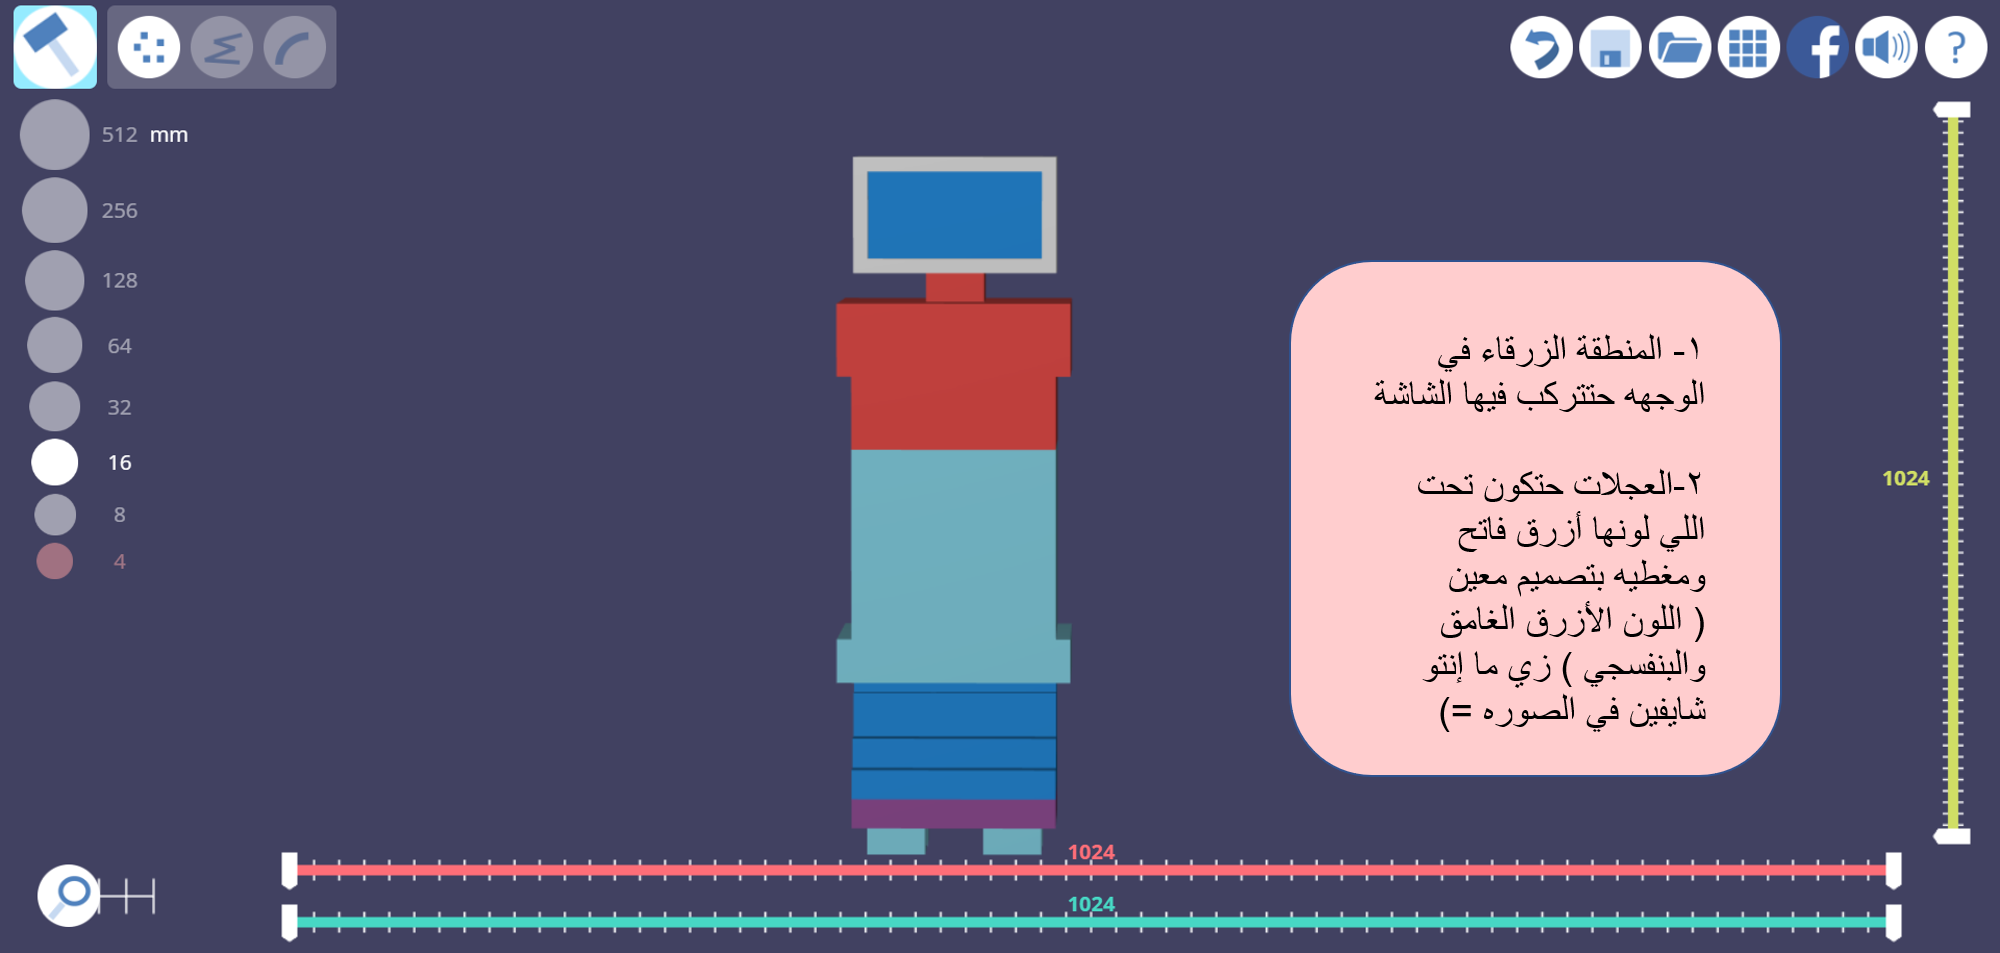 512 mm
256
128
64
32
16
8
4
١- المنطقة الزرقاء في
الوجهه حتتركب فيها الشاشة
٢-العجلات حتكون تحت
اللي لونها أزرق فاتح
ومغطيه بتصميم معين
( اللون الأزرق الغامق
والبنفسجي ) زي ما إنتو
شايفين في الصوره =)
1024
1024
1024